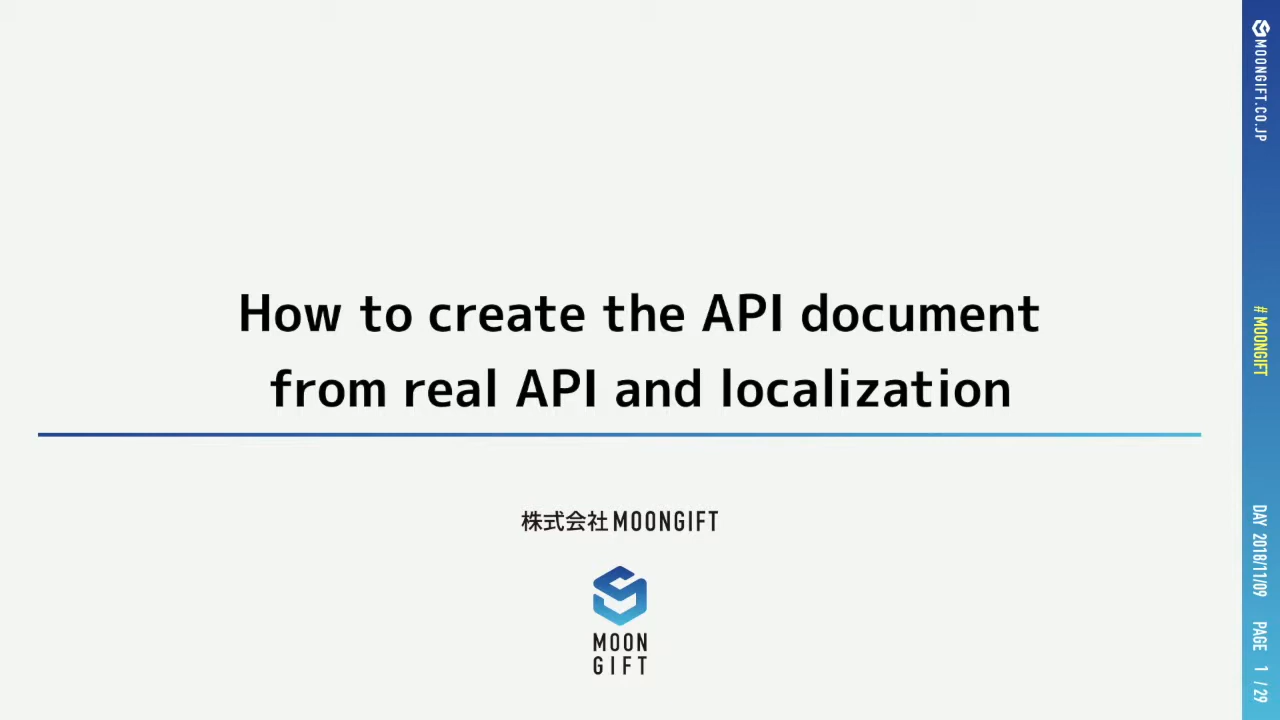 How to create the API document
from real API and localization
株式会社MOONGIFT
MOON
GIFT
MOONGIFT.CO.JP
# MOONGIFT
DAY 2018/11/09 PAGE 1 / 29